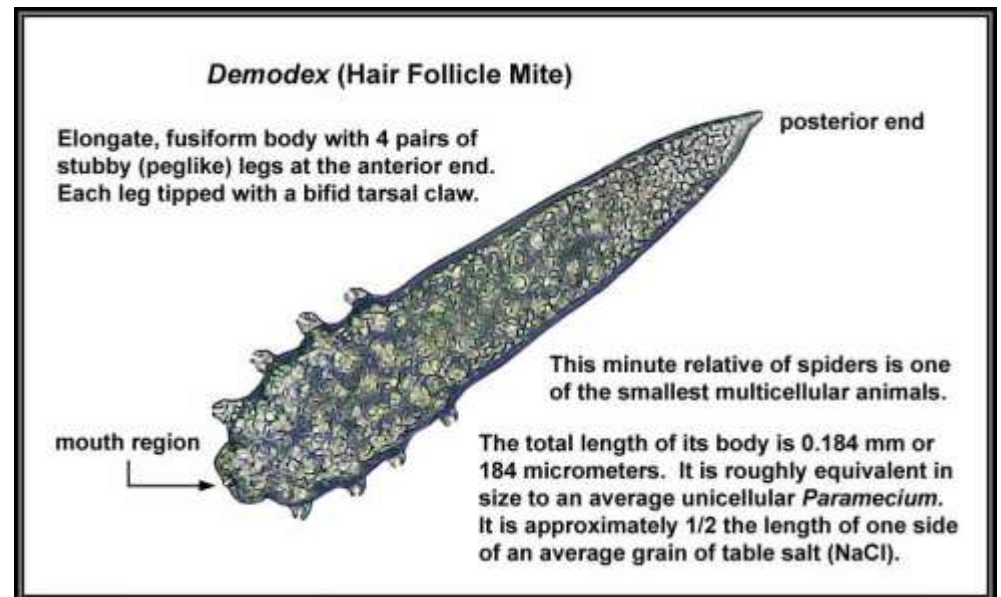 Demodex (Hair Follicle Mite)
Elongate, fusiform body with 4 pairs of
stubby (peglike) legs at the anterior end.
Each leg tipped with a bifid tarsal claw.
posterior end
mouth region
This minute relative of spiders is one
of the smallest multicellular animals.
The total length of its body is 0.184 mm or
184 micrometers.  It is roughly equivalent in
size to an average unicellular Paramecium.
It is approximately 1/2 the length of one side
of an average grain of table salt (NaCl).